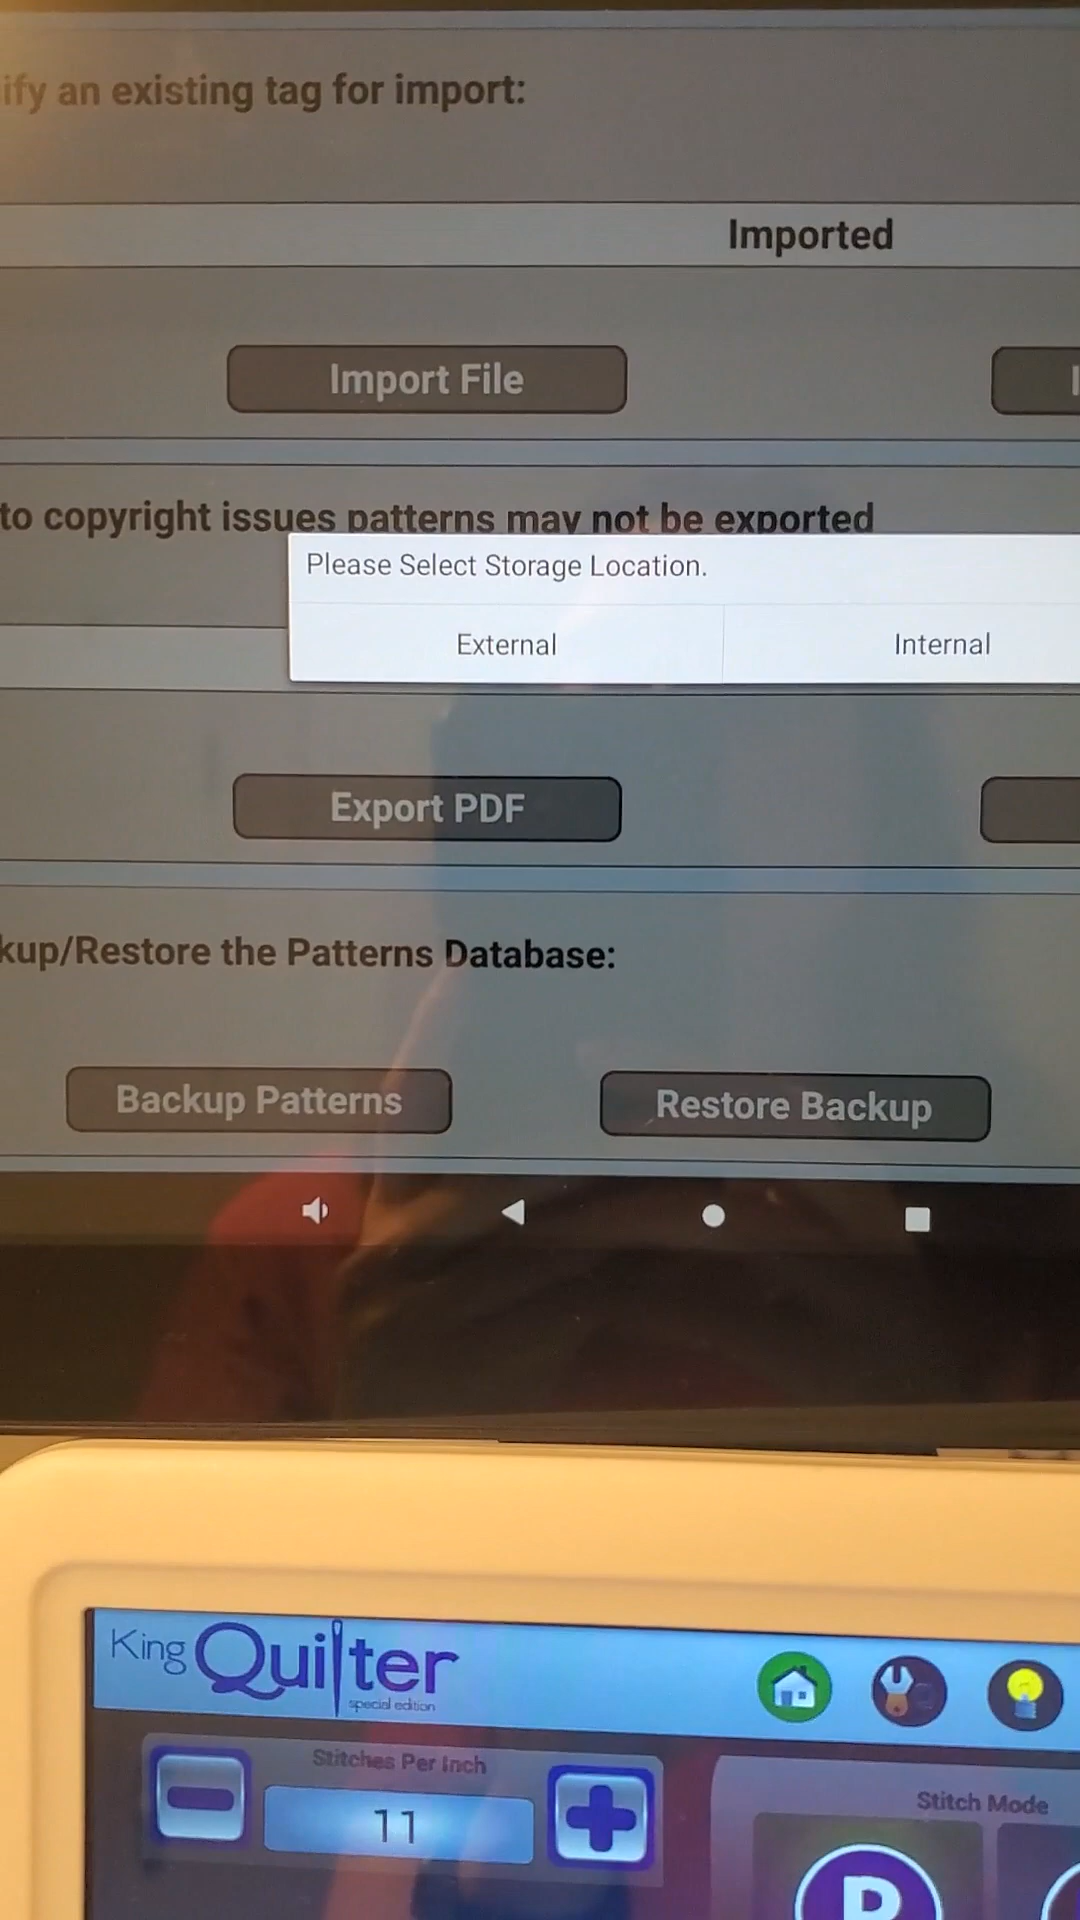 ify an existing tag for import:
Imported
Import File
to copyright issues patterns may not be exported
Please Select Storage Location.
External Internal
Export PDF
kup/Restore the Patterns Database:
Backup Patterns Restore Backup
King Quilter
special edition
Stitches Per Inch
11
Stitch Mode
P